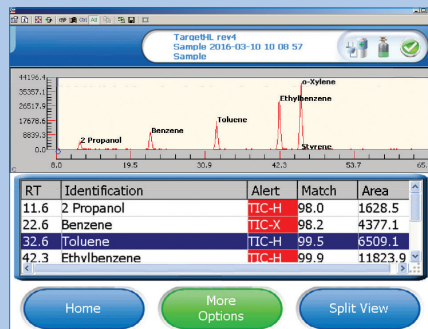 TargetHL rev4
Sample 2016-03-10 10 08 57
Sample
All
44196.4
35357.1
26517.9
17678.6
8839.3
0.0
2 Propanol
Benzene
Toluene
Ethylbenzene
o-Xylene
Styrene
8.0 19.5 30.9 42.3 53.7 65.
RT Identification Alert Match Area
11.6 2 Propanol TIC-H 98.0 1628.5
22.6 Benzene TIC-X 98.2 4377.1
32.6 Toluene TIC-H 99.5 6509.1
42.3 Ethylbenzene TIC-H 99.9 11823.9
Home
More
Options
Split View